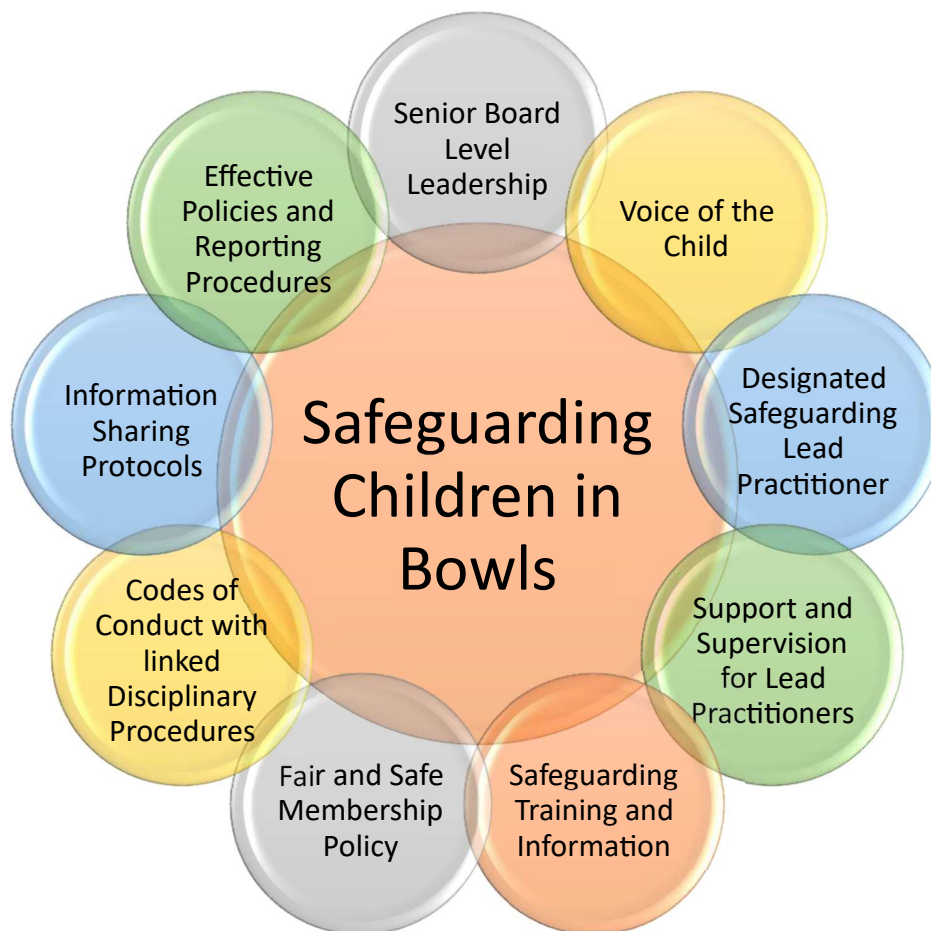 Senior Board
Level
Leadership
Voice of the
Child
Designated
Safeguarding
Lead
Practitioner
Support and
Supervision
for Lead
Practitioners
Safeguarding
Training and
Information
Fair and Safe
Membership
Policy
Codes of
Conduct with
linked
Disciplinary
Procedures
Information
Sharing
Protocols
Effective
Policies and
Reporting
Procedures
Safeguarding
Children in
Bowls